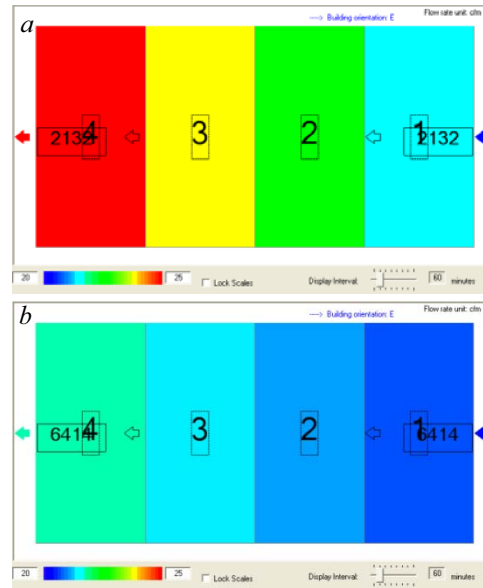 a
----> Building orientation: E
Flow rate unit: cfm
2132 4 3 2 1 2132
20 25 Lock Scales Display Interval: 60 minutes
b
----> Building orientation: E
Flow rate unit: cfm
6414 4 3 2 1 6414
20 25 Lock Scales Display Interval: 60 minutes